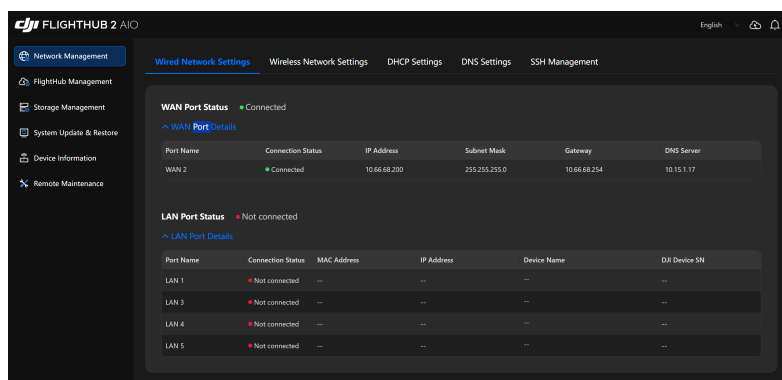 dji FLIGHTHUB 2 AIO
English
Network Management
FlightHub Management
Storage Management
System Update & Restore
Device Information
Remote Maintenance
Wired Network Settings Wireless Network Settings DHCP Settings DNS Settings SSH Management
WAN Port Status Connected
WAN Port Details
Port Name Connection Status IP Address Subnet Mask Gateway DNS Server
WAN 2 Connected 10.66.68.200 255.255.255.0 10.66.68.254 10.15.1.17
LAN Port Status Not connected
LAN Port Details
Port Name Connection Status MAC Address IP Address Device Name DJI Device SN
LAN 1 Not connected -- -- -- --
LAN 3 Not connected -- -- -- --
LAN 4 Not connected -- -- -- --
LAN 5 Not connected -- -- -- --